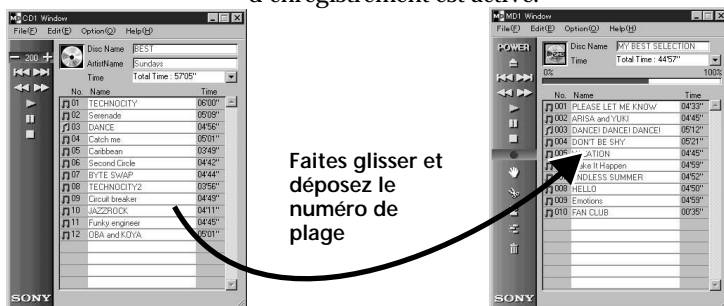 d'enregistrement est activé.
CD1 Window
File(F) Edit(E) Option(O) Help(H)
200
Disc Name BEST
ArtistName Sundays
Time Total Time : 57'05"
No. Name Time
01 TECHNOCITY 06'00"
02 Serenade 05'09"
03 DANCE 04'56"
04 Catch me 05'01"
05 Caribbean 03'49"
06 Second Circle 04'42"
07 BYTE SWAP 04'44"
08 TECHNOCITY2 03'56"
09 Circuit breaker 04'49"
10 JAZZROCK 04'11"
11 Funky engineer 04'44"
12 OBA and KOYA 05'01"
SONY
Faites glisser et
déposez le
numéro de
plage
MD1 Window
File(F) Edit(E) Option(O) Help(H)
POWER
Disc Name MY BEST SELECTION
Time Total Time : 44'57"
0% 100%
No. Name Time
001 PLEASE LET ME KNOW 04'33"
002 ARISA and YUKI 04'45"
003 DANCE! DANCE! DANCE! 05'12"
004 DON'T BE SHY 05'21"
005 04'45"
It Happen 04'59"
SUMMER 04'52"
008 HELLO 04'50"
009 Emotions 04'59"
010 FAN CLUB 00'35"
SONY